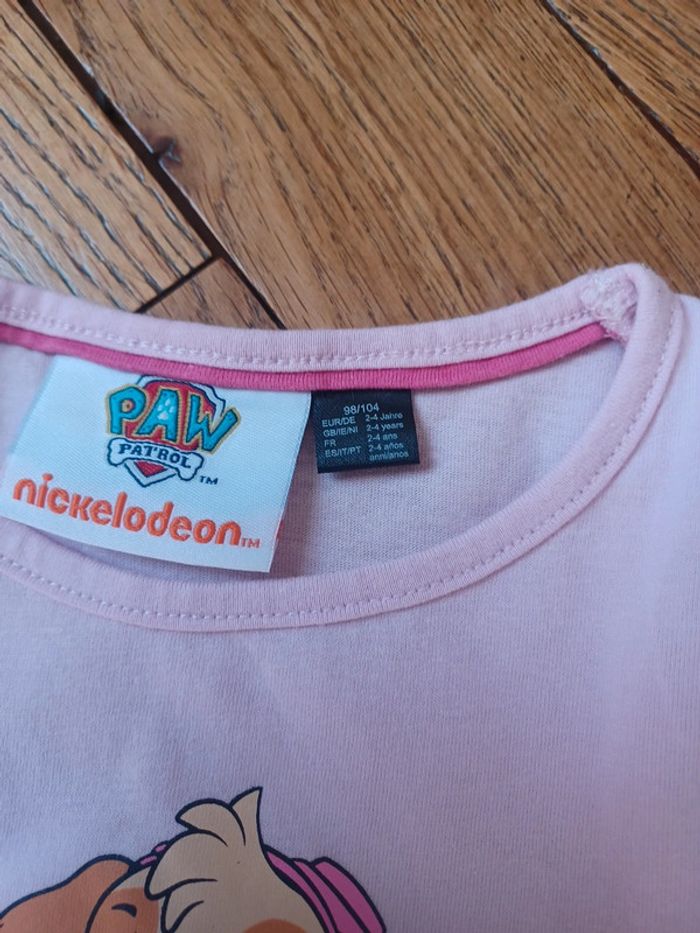 PAW
PATROL
TM
nickelodeon TM
98/104
EUR/DE 2-4 Jahre
GB/IE/NI 2-4 years
FR 2-4 ans
ES/IT/PT 2-4 años
anni/anos